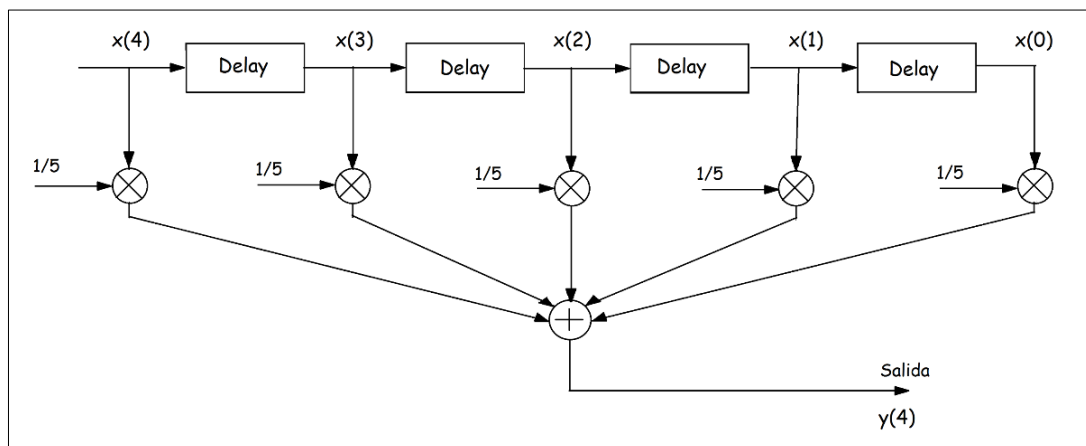 x(4)
x(3)
x(2)
x(1)
x(0)
Delay
Delay
Delay
Delay
1/5
1/5
1/5
1/5
1/5
Salida
y(4)